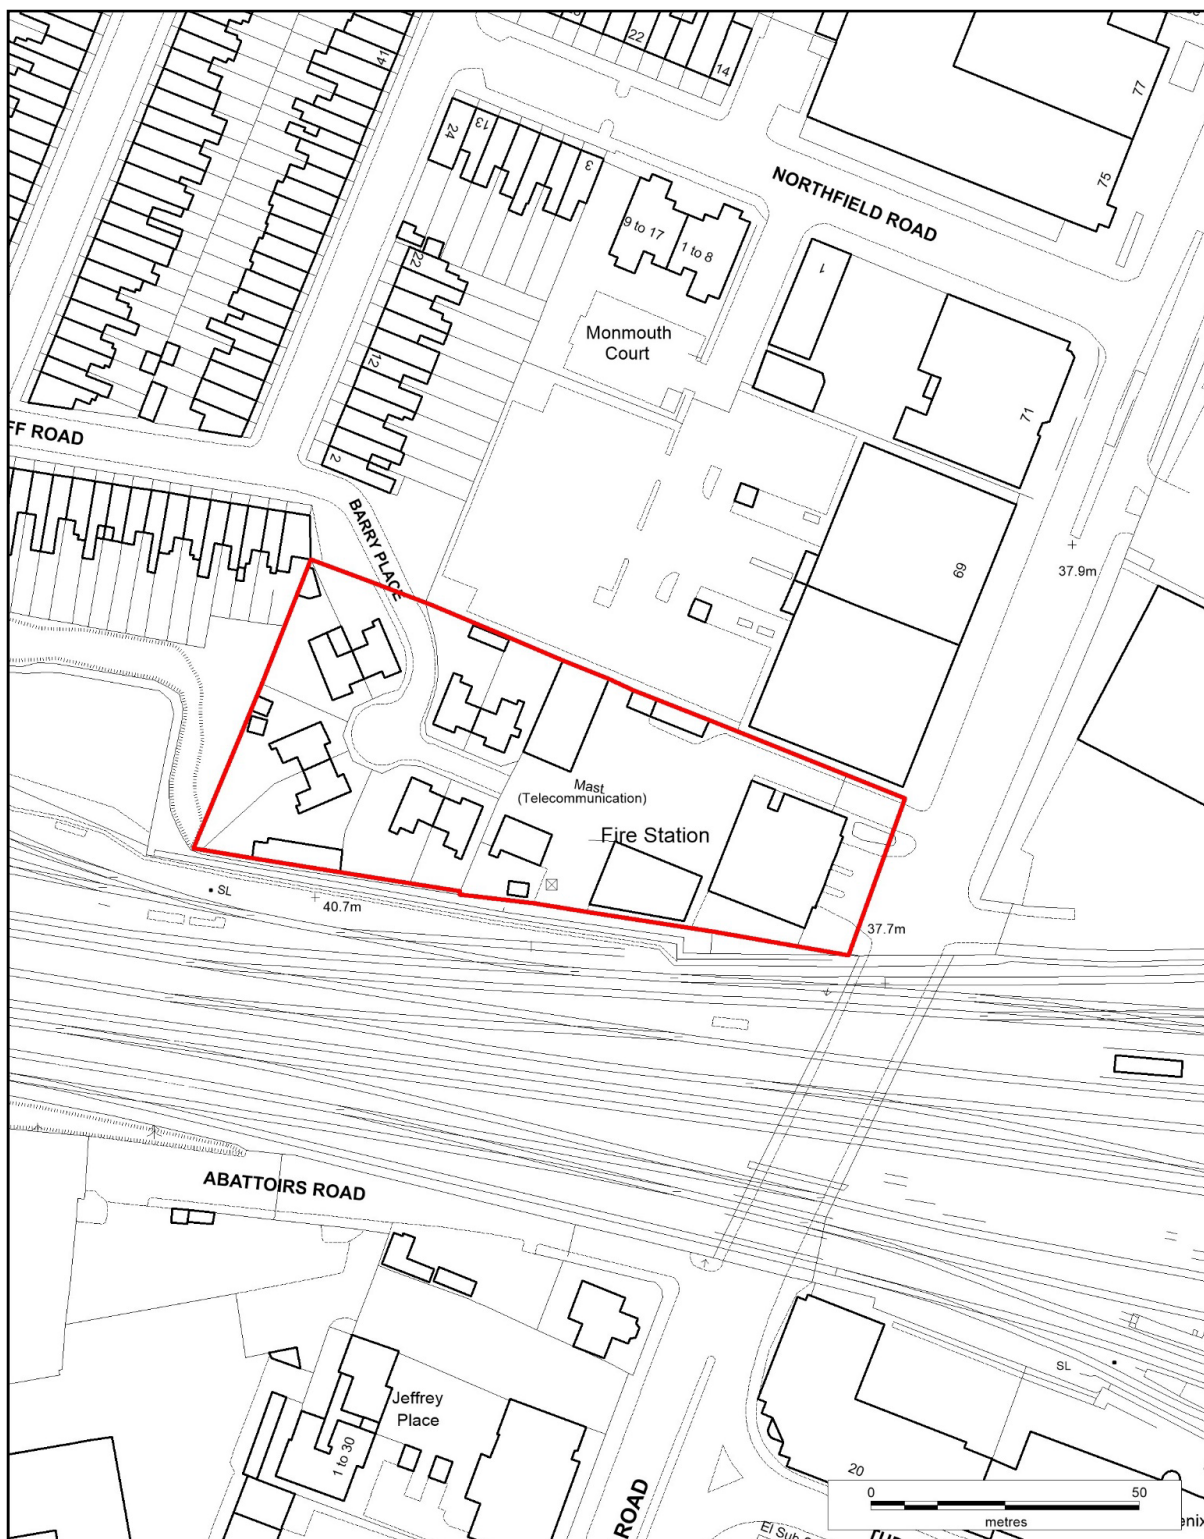 22
14
41
77
75
24
13
3
NORTHFIELD ROAD
9 to 17
1 to 8
1
22
Monmouth
Court
12
71
FF ROAD
2
BARRY PLACE
69
37.9m
Mast
(Telecommunication)
Fire Station
SL
40.7m
37.7m
ABATTOIRS ROAD
SL
Jeffrey
Place
1 to 30
20
ROAD
0
50
metres
El Sub